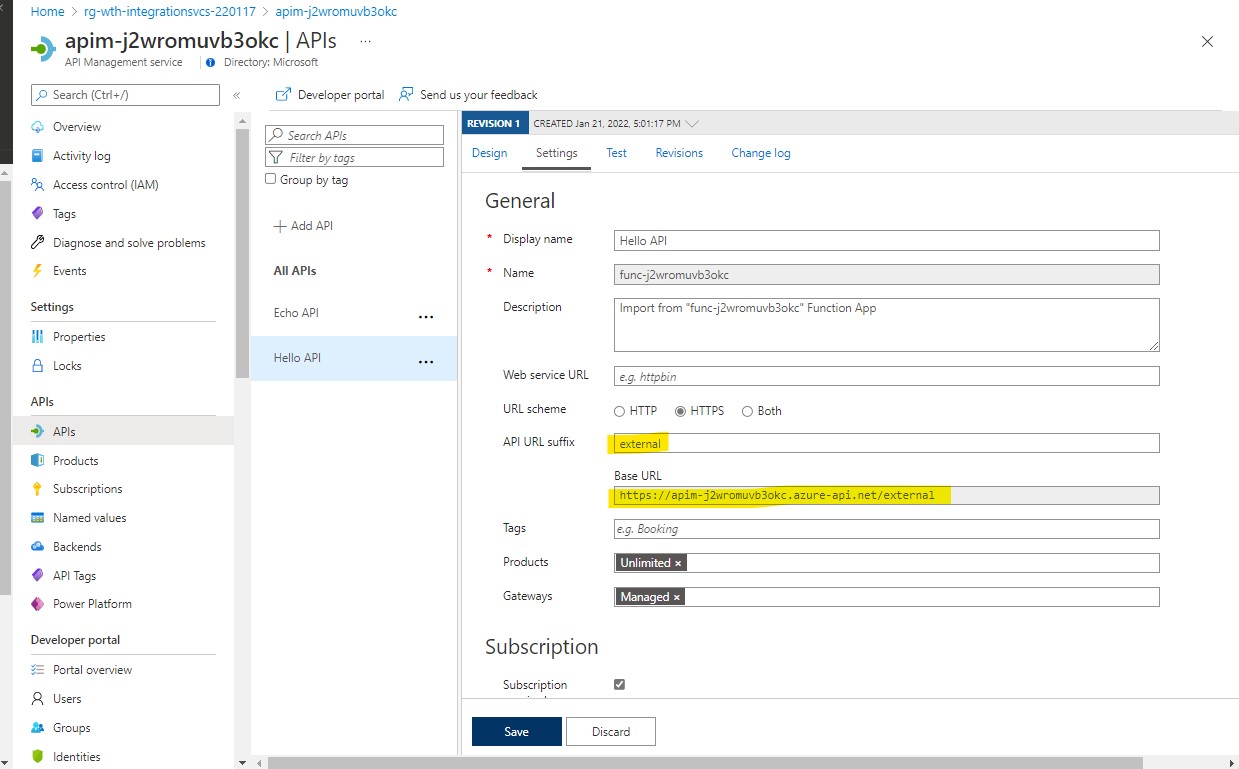 Home > rg-wth-integrationsvcs-220117 > apim-j2wromuvb3okc
apim-j2wromuvb3okc | APIs ...
API Management service
Directory: Microsoft
Search (Ctrl+/)
«
Overview
Activity log
Access control (IAM)
Tags
Diagnose and solve problems
Events
Settings
Properties
Locks
APIs
APIs
Products
Subscriptions
Named values
Backends
API Tags
Power Platform
Developer portal
Portal overview
Users
Groups
Identities
Developer portal
Send us your feedback
Search APIs
Filter by tags
Group by tag
+ Add API
All APIs
Echo API ...
Hello API ...
REVISION 1
CREATED Jan 21, 2022, 5:01:17 PM
Design
Settings
Test
Revisions
Change log
General
* Display name
Hello API
* Name
func-j2wromuvb3okc
Description
Import from "func-j2wromuvb3okc" Function App
Web service URL
e.g. httpbin
URL scheme
HTTP
HTTPS
Both
API URL suffix
external
Base URL
https://apim-j2wromuvb3okc.azure-api.net/external
Tags
e.g. Booking
Products
Unlimited ×
Gateways
Managed ×
Subscription
Subscription
Save
Discard